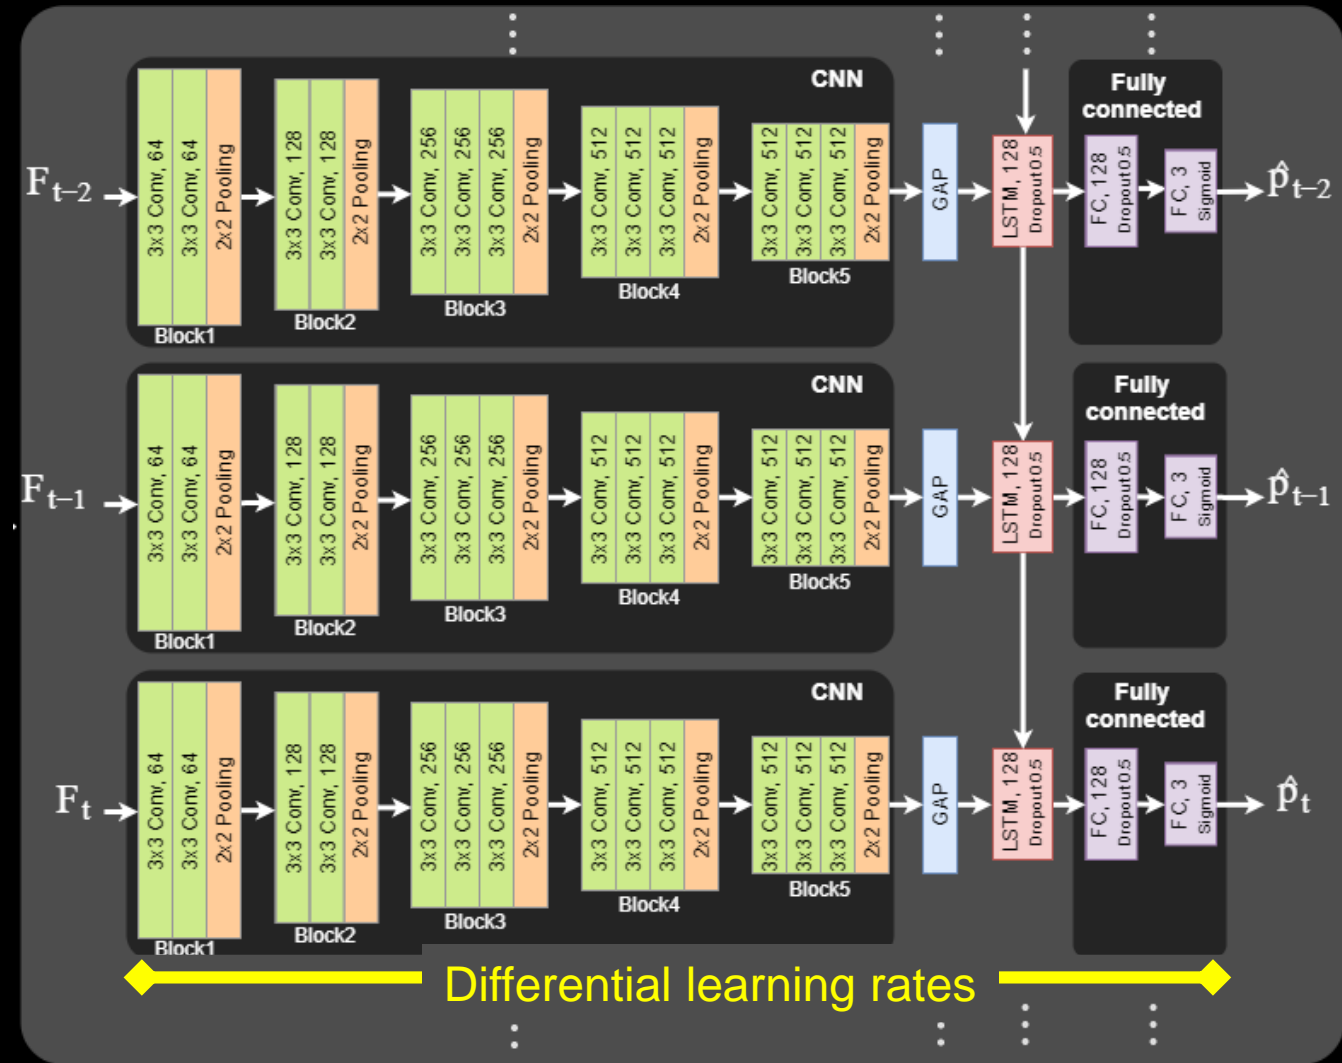 CNN
Fully
connected
F t–2
3x3 Conv, 64
3x3 Conv, 64
2x2 Pooling
Block1
3x3 Conv, 128
3x3 Conv, 128
2x2 Pooling
Block2
3x3 Conv, 256
3x3 Conv, 256
3x3 Conv, 256
2x2 Pooling
Block3
3x3 Conv, 512
3x3 Conv, 512
3x3 Conv, 512
2x2 Pooling
Block4
3x3 Conv, 512
3x3 Conv, 512
3x3 Conv, 512
2x2 Pooling
Block5
GAP
LSTM, 128
Dropout 0.5
FC, 128
Dropout 0.5
FC, 3
Sigmoid
p̂ t–2
CNN
Fully
connected
F t–1
3x3 Conv, 64
3x3 Conv, 64
2x2 Pooling
Block1
3x3 Conv, 128
3x3 Conv, 128
2x2 Pooling
Block2
3x3 Conv, 256
3x3 Conv, 256
3x3 Conv, 256
2x2 Pooling
Block3
3x3 Conv, 512
3x3 Conv, 512
3x3 Conv, 512
2x2 Pooling
Block4
3x3 Conv, 512
3x3 Conv, 512
3x3 Conv, 512
2x2 Pooling
Block5
GAP
LSTM, 128
Dropout 0.5
FC, 128
Dropout 0.5
FC, 3
Sigmoid
p̂ t–1
CNN
Fully
connected
F t
3x3 Conv, 64
3x3 Conv, 64
2x2 Pooling
Block1
3x3 Conv, 128
3x3 Conv, 128
2x2 Pooling
Block2
3x3 Conv, 256
3x3 Conv, 256
3x3 Conv, 256
2x2 Pooling
Block3
3x3 Conv, 512
3x3 Conv, 512
3x3 Conv, 512
2x2 Pooling
Block4
3x3 Conv, 512
3x3 Conv, 512
3x3 Conv, 512
2x2 Pooling
Block5
GAP
LSTM, 128
Dropout 0.5
FC, 128
Dropout 0.5
FC, 3
Sigmoid
p̂ t
Differential learning rates